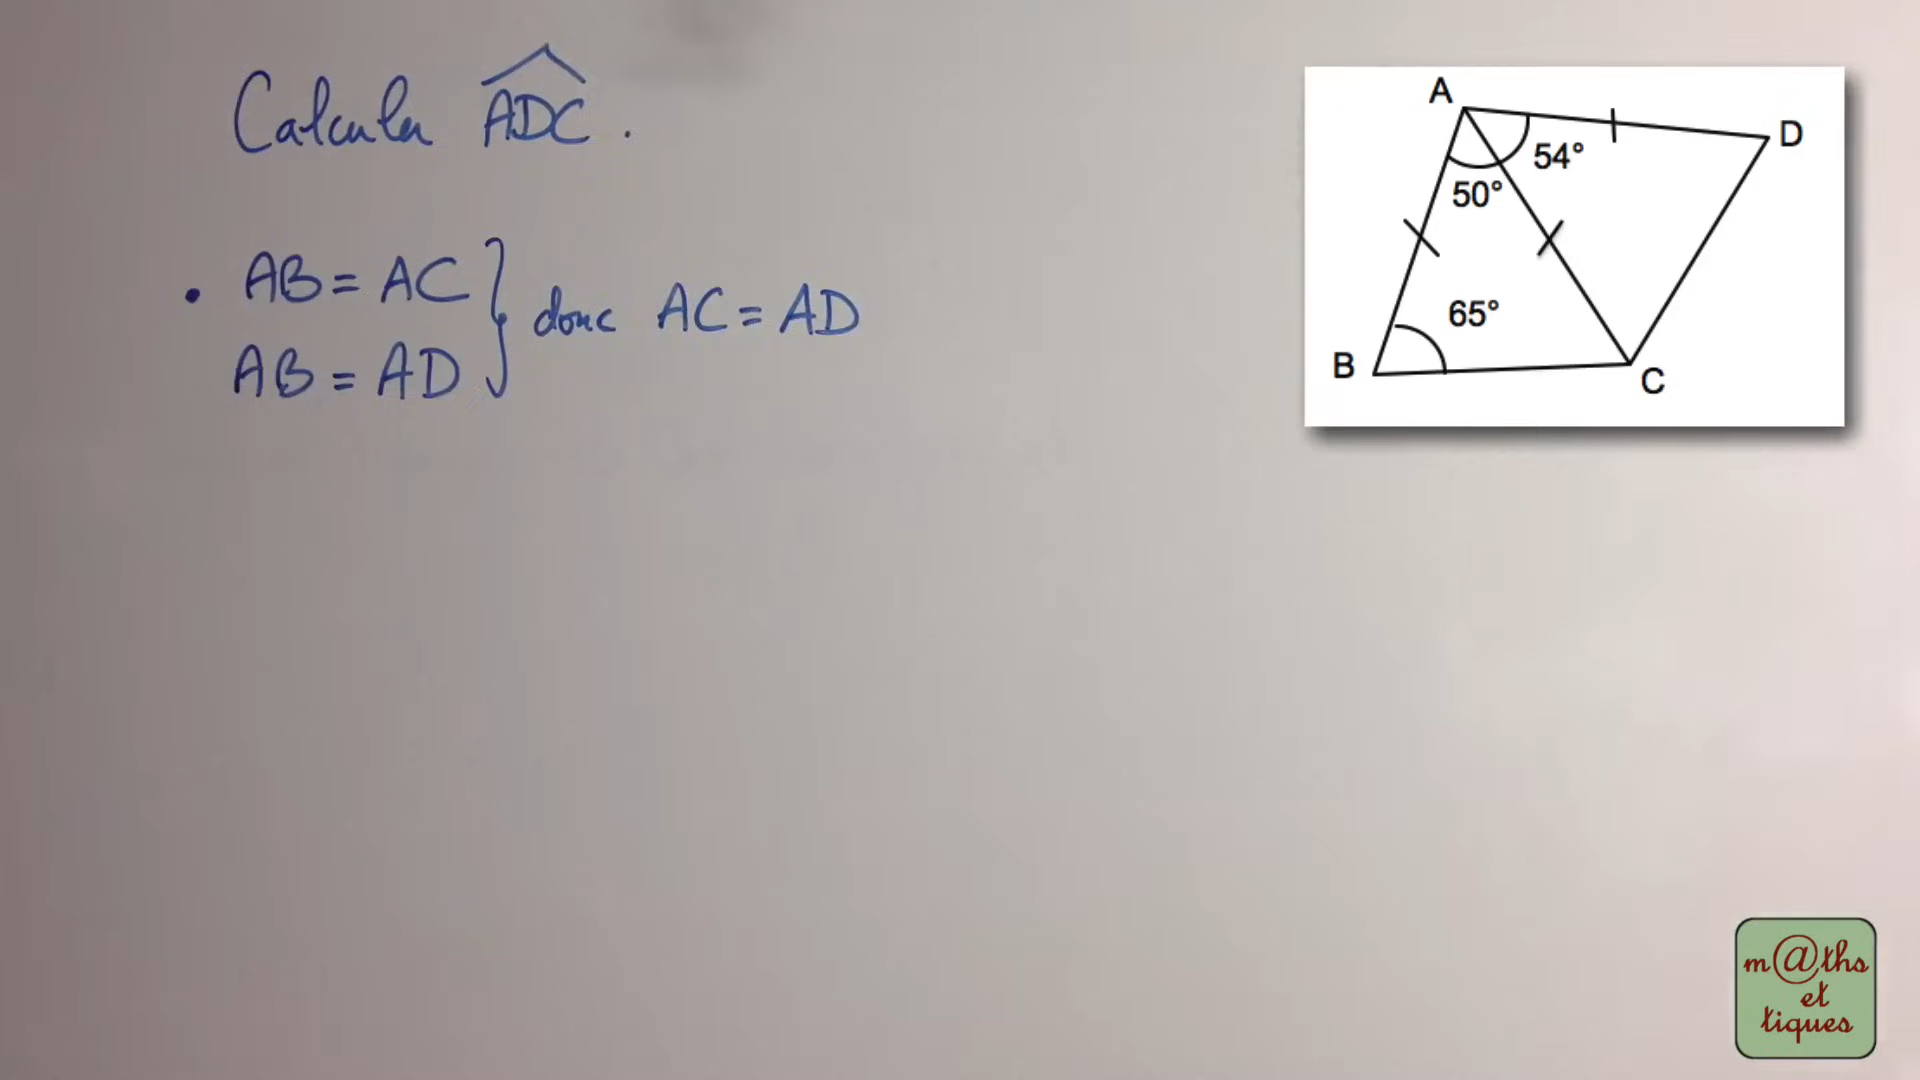 Calculer ADC.
• AB = AC
AB = AD
} donc AC = AD
A
D
54°
50°
65°
B
C
m@ths
et
tiques